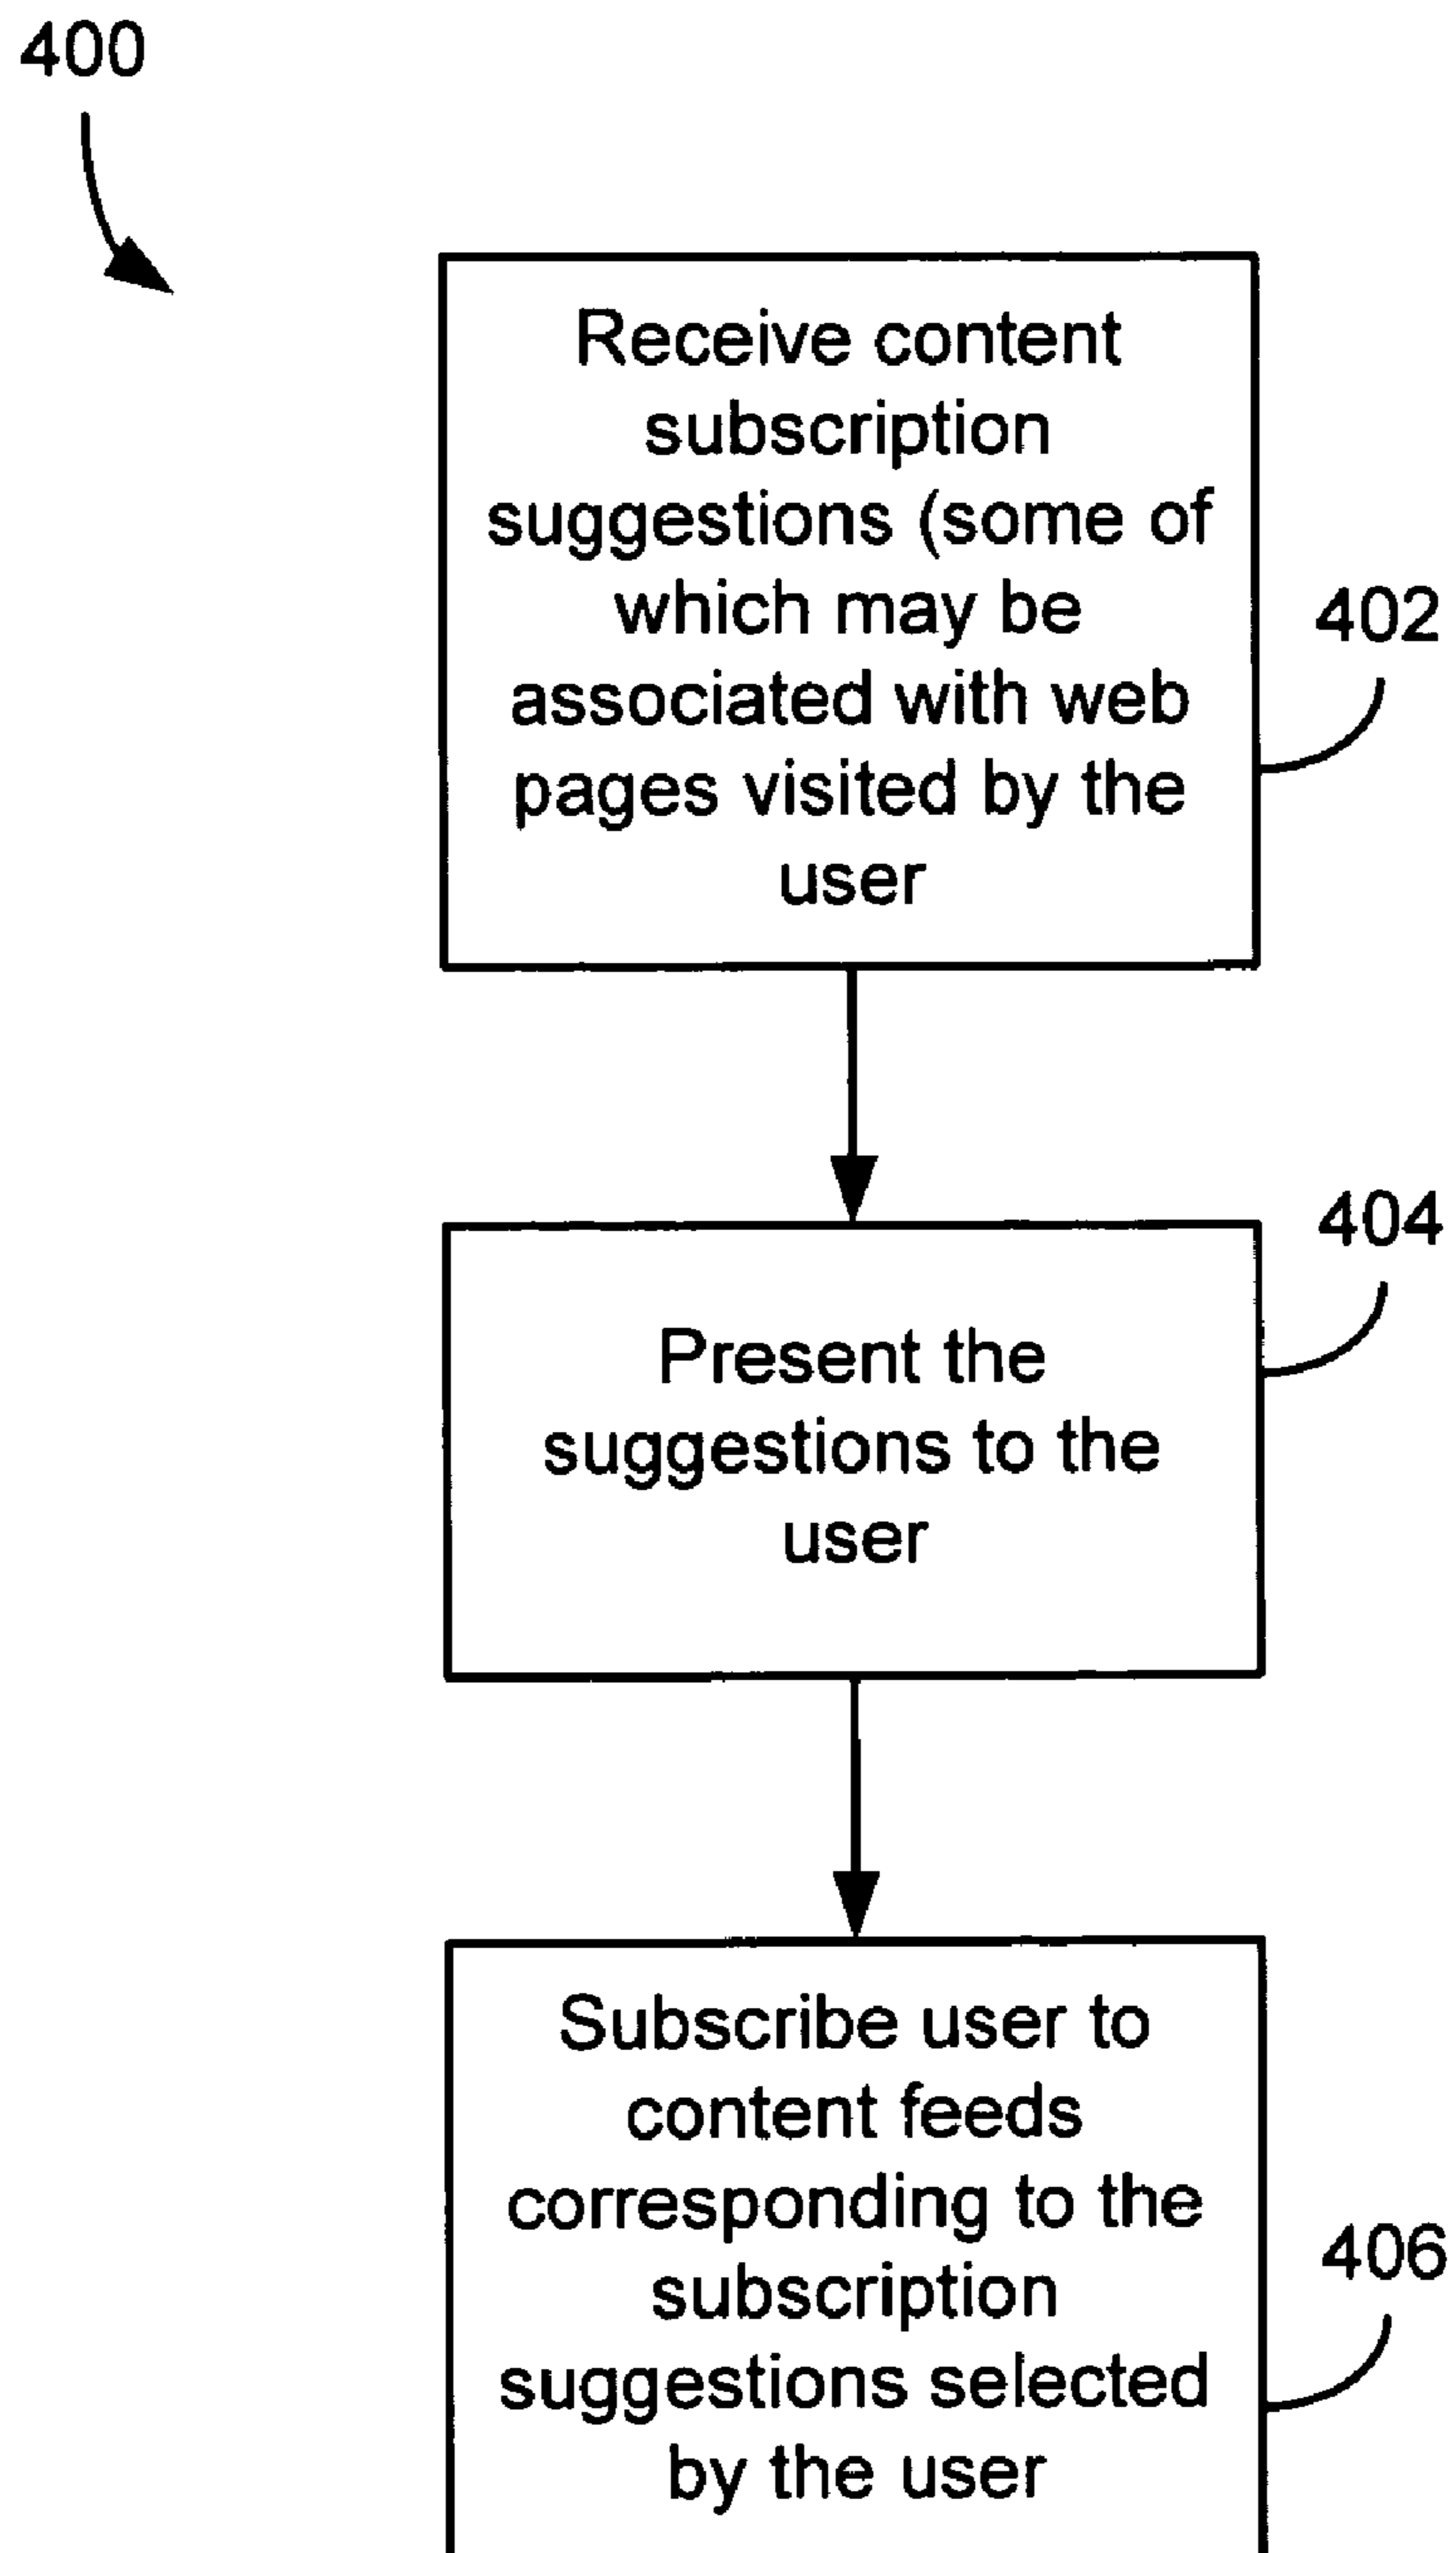 400
Receive content
subscription
suggestions (some of
which may be
associated with web
pages visited by the
user
402
Present the
suggestions to the
user
404
Subscribe user to
content feeds
corresponding to the
subscription
suggestions selected
by the user
406